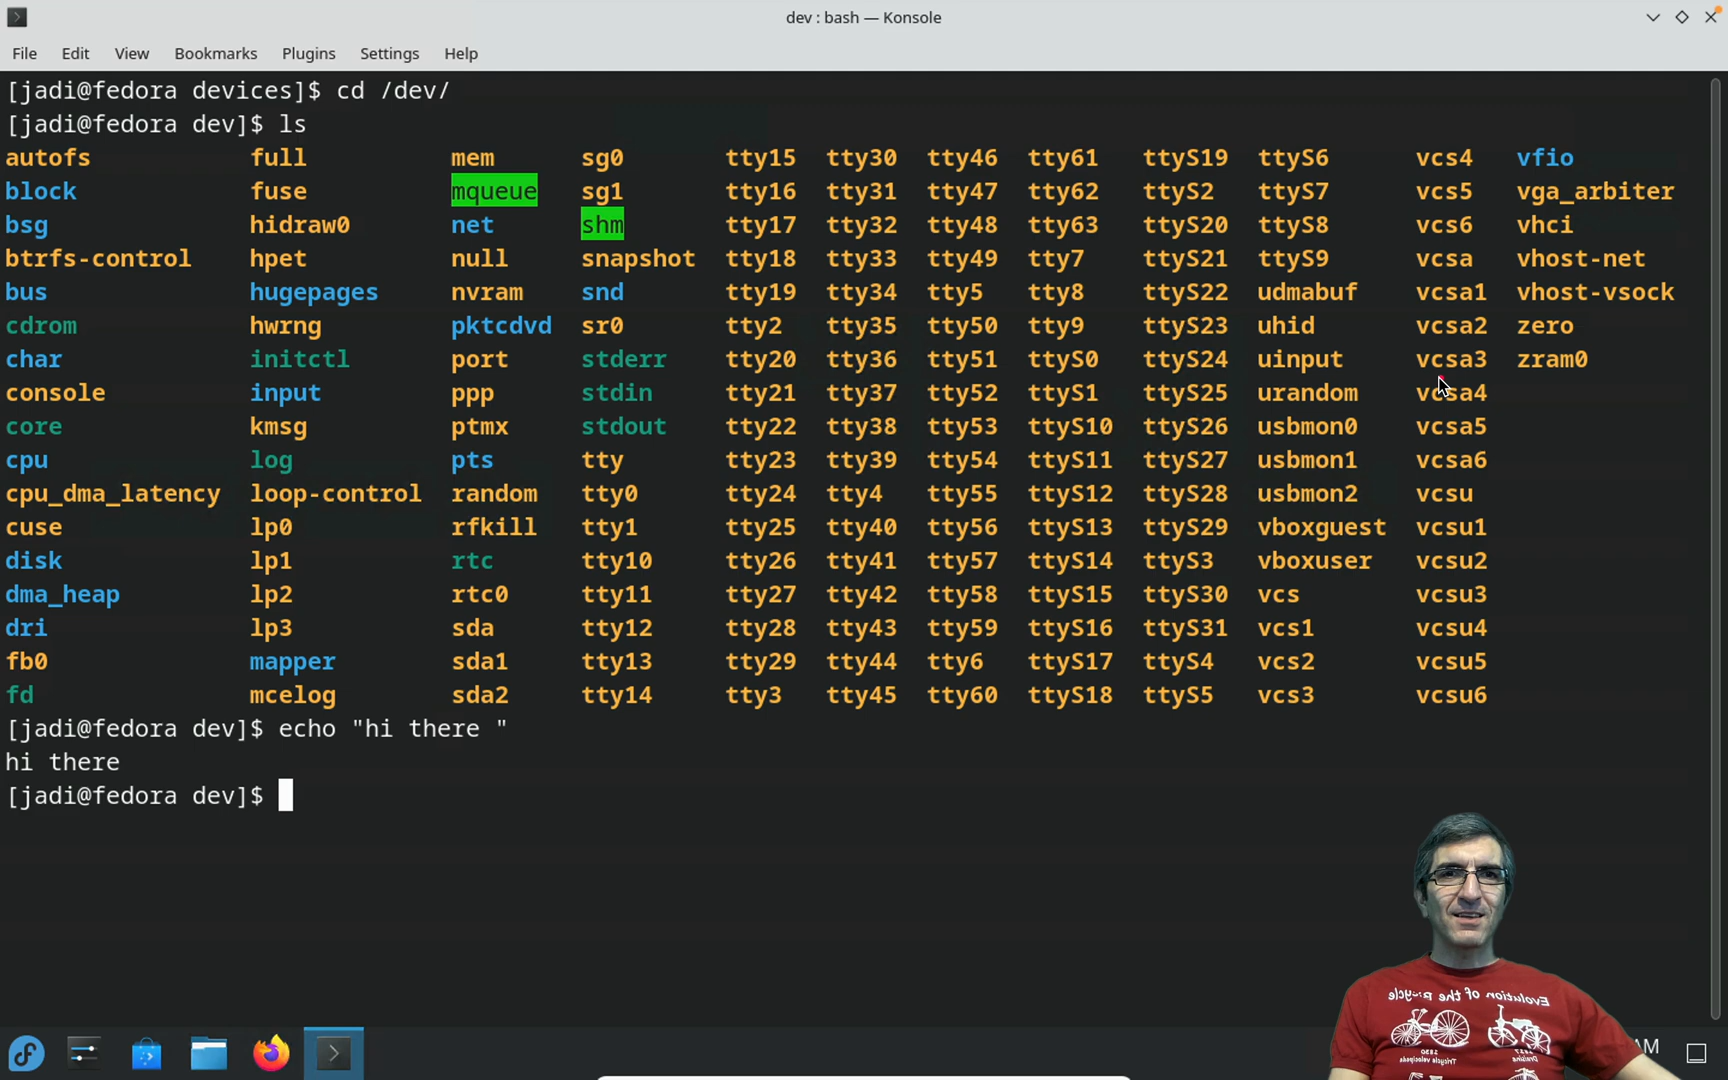 dev : bash — Konsole
File Edit View Bookmarks Plugins Settings Help
[jadi@fedora devices]$ cd /dev/
[jadi@fedora dev]$ ls
autofs full mem sg0 tty15 tty30 tty46 tty61 ttyS19 ttyS6 vcs4 vfio
block fuse mqueue sg1 tty16 tty31 tty47 tty62 ttyS2 ttyS7 vcs5 vga_arbiter
bsg hidraw0 net shm tty17 tty32 tty48 tty63 ttyS20 ttyS8 vcs6 vhci
btrfs-control hpet null snapshot tty18 tty33 tty49 tty7 ttyS21 ttyS9 vcsa vhost-net
bus hugepages nvram snd tty19 tty34 tty5 tty8 ttyS22 udmabuf vcsa1 vhost-vsock
cdrom hwrng pktcdvd sr0 tty2 tty35 tty50 tty9 ttyS23 uhid vcsa2 zero
char initctl port stderr tty20 tty36 tty51 ttyS0 ttyS24 uinput vcsa3 zram0
console input ppp stdin tty21 tty37 tty52 ttyS1 ttyS25 urandom vcsa4
core kmsg ptmx stdout tty22 tty38 tty53 ttyS10 ttyS26 usbmon0 vcsa5
cpu log pts tty tty23 tty39 tty54 ttyS11 ttyS27 usbmon1 vcsa6
cpu_dma_latency loop-control random tty0 tty24 tty4 tty55 ttyS12 ttyS28 usbmon2 vcsu
cuse lp0 rfkill tty1 tty25 tty40 tty56 ttyS13 ttyS29 vboxguest vcsu1
disk lp1 rtc tty10 tty26 tty41 tty57 ttyS14 ttyS3 vboxuser vcsu2
dma_heap lp2 rtc0 tty11 tty27 tty42 tty58 ttyS15 ttyS30 vcs vcsu3
dri lp3 sda tty12 tty28 tty43 tty59 ttyS16 ttyS31 vcs1 vcsu4
fb0 mapper sda1 tty13 tty29 tty44 tty6 ttyS17 ttyS4 vcs2 vcsu5
fd mcelog sda2 tty14 tty3 tty45 tty60 ttyS18 ttyS5 vcs3 vcsu6
[jadi@fedora dev]$ echo "hi there "
hi there
[jadi@fedora dev]$
Evolution of the
AM